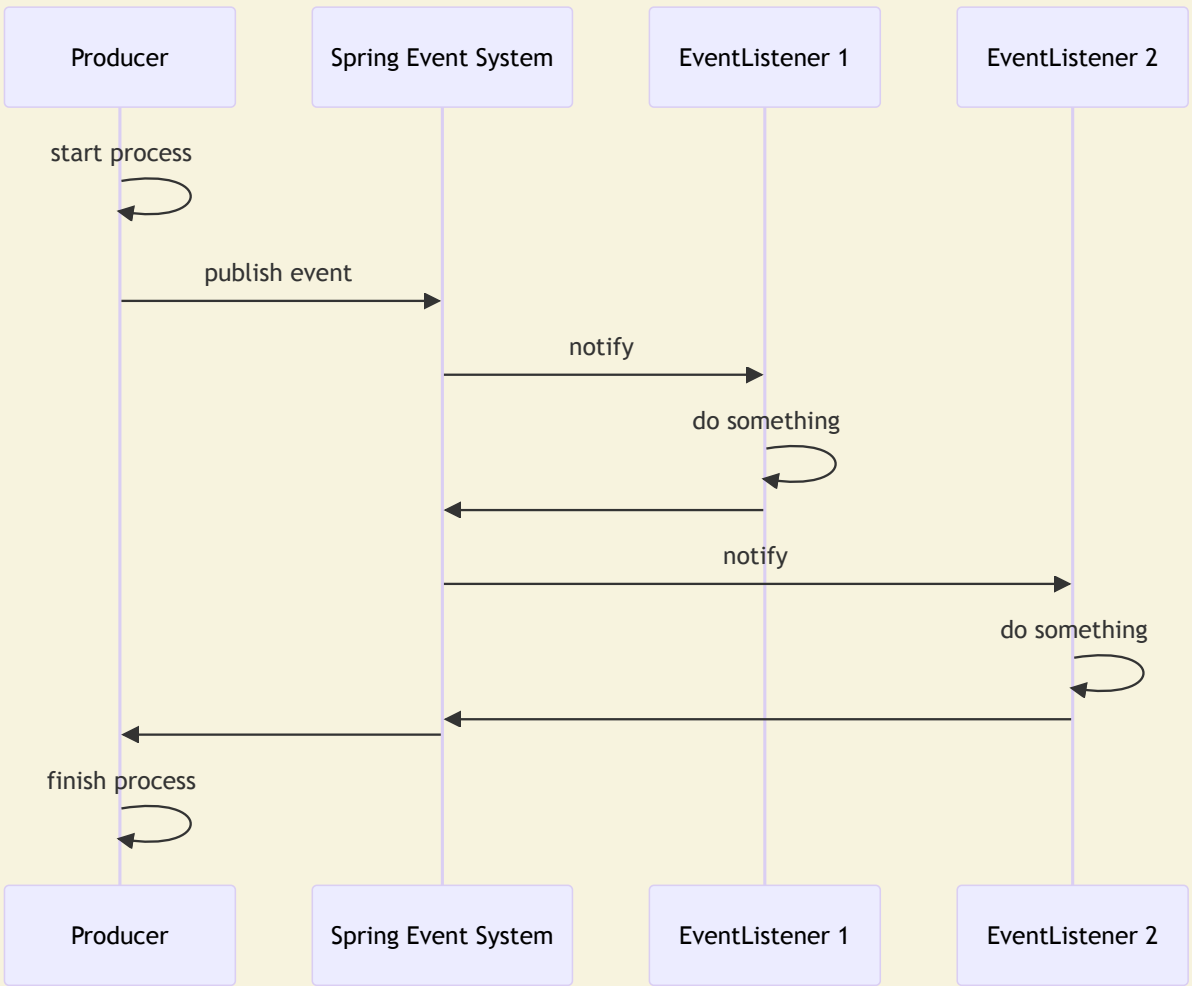 Producer
Spring Event System
EventListener 1
EventListener 2
start process
publish event
notify
do something
notify
do something
finish process
Producer
Spring Event System
EventListener 1
EventListener 2